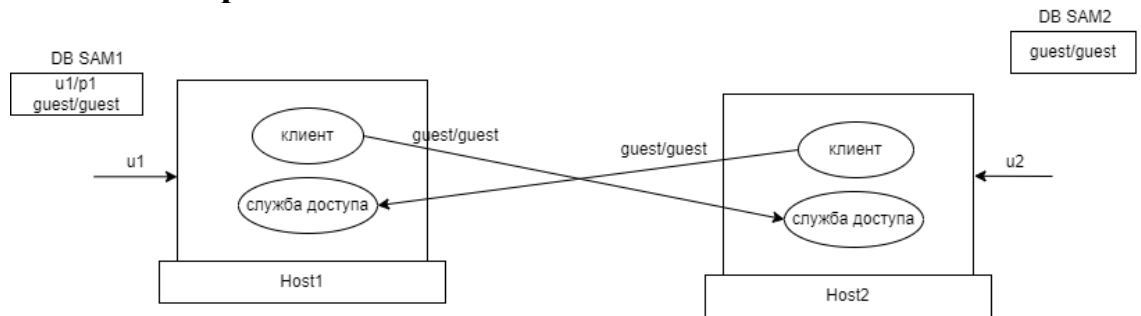 DB SAM1
u1/p1
guest/guest
DB SAM2
guest/guest
u1
клиент
guest/guest
служба доступа
Host1
guest/guest
клиент
служба доступа
u2
Host2